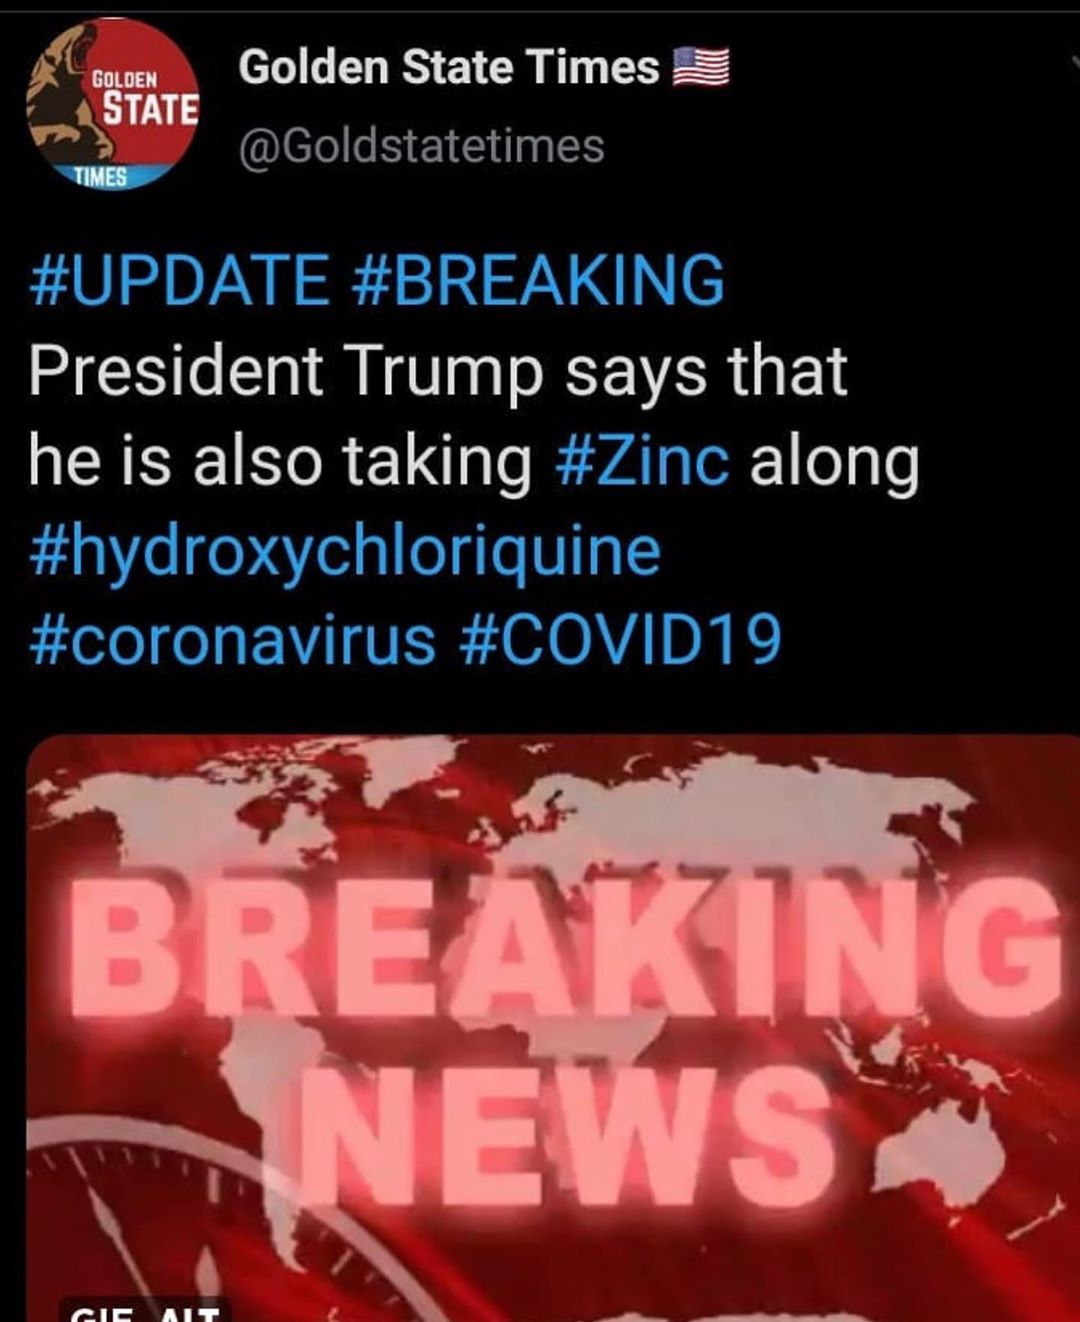 GOLDEN
STATE
TIMES
Golden State Times 🇺🇸
@Goldstatetimes
#UPDATE #BREAKING
President Trump says that
he is also taking #Zinc along
#hydroxychloriquine
#coronavirus #COVID19
BREAKING
NEWS
GIF ALT